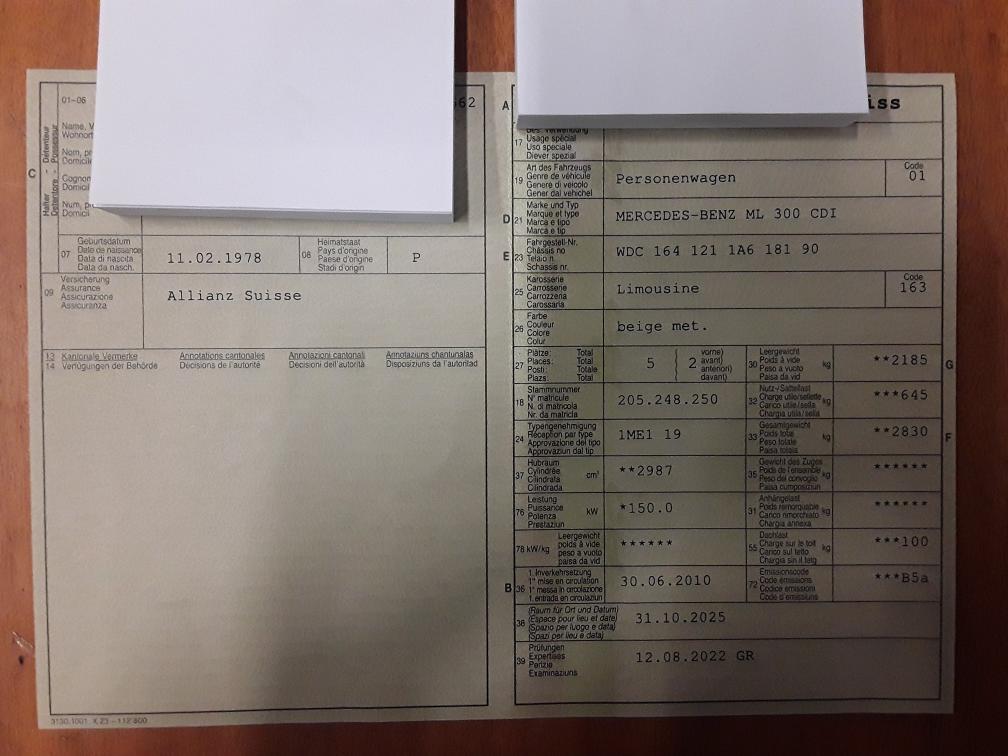 01-06
62
A
iss
C
Halter - Détenteur
Detentore - Possessur
Name, V
Wohnort
Nom, p
Domicile
Cognon
Domici
Num, p
Domici
07 Geburtsdatum
Date de naissance
Data di nascita
Data da nasch.
11.02.1978
08 Heimatstaat
Pays d'origine
Paese d'origine
Stadi d'origin
P
09 Versicherung
Assurance
Assicurazione
Assicuranza
Allianz Suisse
13 Kantonale Vermerke Annotations cantonales Annotazioni cantonali Annotaziuns chantunalas
14 Verfügungen der Behörde Décisions de l'autorité Decisioni dell'autorità Disposiziuns da l'autoritad
3130.1001
17 Usage spécial
Uso speciale
Diever spezial
19 Art des Fahrzeugs
Genre de véhicule
Genere di veicolo
Gener dal vehichel
Personenwagen
Code
01
D 21 Marke und Typ
Marque et type
Marca e tipo
Marca e tip
MERCEDES-BENZ ML 300 CDI
E 23 Fahrgestell-Nr.
Châssis no
Telaio n.
Schassis nr.
WDC 164 121 1A6 181 90
25 Karosserie
Carrosserie
Carrozzeria
Carossaria
Limousine
Code
163
26 Farbe
Couleur
Colore
Colur
beige met.
27 Plätze: Total
Places: Total
Posti: Totale
Plazs: Total
5 { 2 vorne)
avant)
anteriori)
davant)
30 Leergewicht
Poids à vide
Peso a vuoto
Paisa da vid
kg
**2185
G
18 Stammnummer
N° matricule
N. di matricola
Nr. da matricla
205.248.250
32 Nutz-/Sattellast
Charge utile/sellette
Carico utile/sella
Chargia utila/sella
kg
***645
24 Typengenehmigung
Réception par type
Approvazione del tipo
Approvaziun dal tip
1ME1 19
33 Gesamtgewicht
Poids total
Peso totale
Paisa totala
kg
**2830
F
37 Hubraum
Cylindrée
Cilindrata
Cilindrada
cm³
**2987
35 Gewicht des Zuges
Poids de l'ensemble
Peso del convoglio
Paisa cumposiziun
kg
******
76 Leistung
Puissance
Potenza
Prestaziun
kW
*150.0
31 Anhängelast
Poids remorquable
Carico rimorchiato
Chargia annexa
kg
******
78 kW/kg Leergewicht
poids à vide
peso a vuoto
paisa da vid
******
55 Dachlast
Charge sur le toit
Carico sul tetto
Chargia sin il tetg
kg
***100
B 36 1. Inverkehrsetzung
1re mise en circulation
1a messa in circolazione
1. entrada en circulaziun
30.06.2010
72 Emissionscode
Code émissions
Codice emissioni
Code d'emissiuns
***B5a
38 (Raum für Ort und Datum)
(Espace pour lieu et date)
(Spazio per luogo e data)
(Spazi per lieu e data)
31.10.2025
39 Prüfungen
Expertises
Perizie
Examinaziuns
12.08.2022 GR